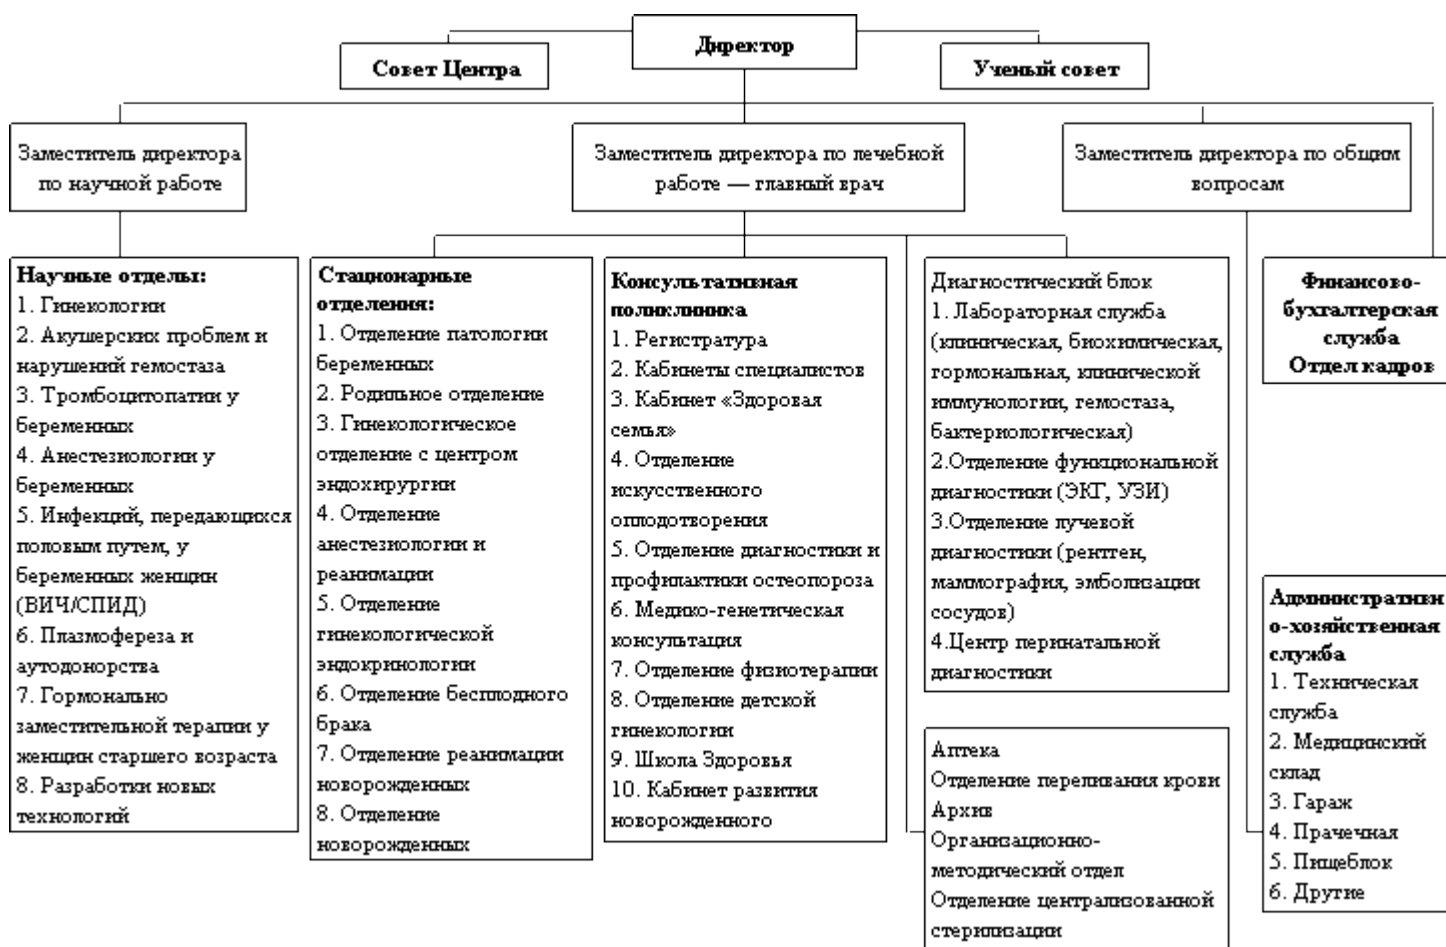 Директор
Совет Центра
Ученый совет
Заместитель директора
по научной работе
Заместитель директора по лечебной
работе — главный врач
Заместитель директора по общим
вопросам
Научные отделы:
1. Гинекологии
2. Акушерских проблем и
нарушений гемостаза
3. Тромбоцитопатии у
беременных
4. Анестезиологии у
беременных
5. Инфекций, передающихся
половым путем, у
беременных женщин
(ВИЧ/СПИД)
6. Плазмофереза и
аутодонорства
7. Гормонально
заместительной терапии у
женщин старшего возраста
8. Разработки новых
технологий
Стационарные
отделения:
1. Отделение патологии
беременных
2. Родильное отделение
3. Гинекологическое
отделение с центром
эндохирургии
4. Отделение
анестезиологии и
реанимации
5. Отделение
гинекологической
эндокринологии
6. Отделение бесплодного
брака
7. Отделение реанимации
новорожденных
8. Отделение
новорожденных
Консультативная
поликлиника
1. Регистратура
2. Кабинеты специалистов
3. Кабинет «Здоровая
семья»
4. Отделение
искусственного
оплодотворения
5. Отделение диагностики и
профилактики остеопороза
6. Медико-генетическая
консультация
7. Отделение физиотерапии
8. Отделение детской
гинекологии
9. Школа Здоровья
10. Кабинет развития
новорожденного
Диагностический блок
1. Лабораторная служба
(клиническая, биохимическая,
гормональная, клинической
иммунологии, гемостаза,
бактериологическая)
2.Отделение функциональной
диагностики (ЭКГ, УЗИ)
3.Отделение лучевой
диагностики (рентген,
маммография, эмболизации
сосудов)
4.Центр перинатальной
диагностики
Аптека
Отделение переливания крови
Архив
Организационно-
методический отдел
Отделение централизованной
стерилизации
Финансово-
бухгалтерская
служба
Отдел кадров
Административн
о-хозяйственная
служба
1. Техническая
служба
2. Медицинский
склад
3. Гараж
4. Прачечная
5. Пищеблок
6. Другие